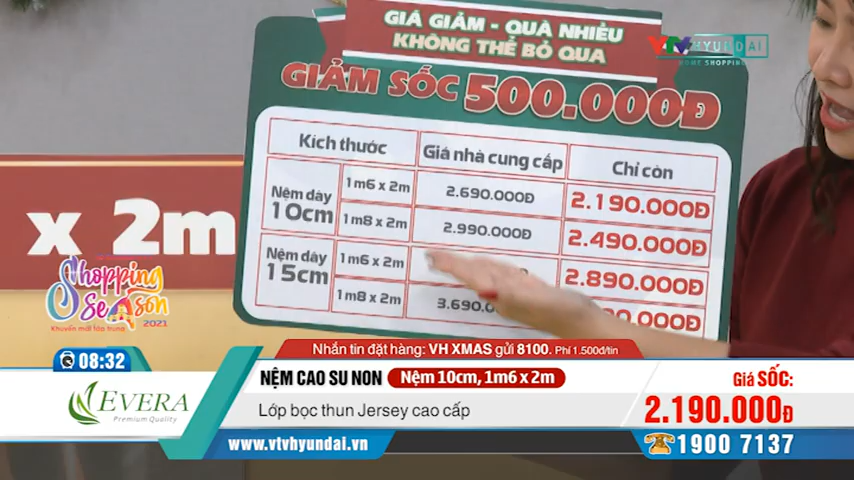 GIÁ GIẢM - QUÀ NHIỀU
KHÔNG THỂ BỎ QUA
VTV HYUNDAI
HOME SHOPPING
GIẢM SỐC 500.000Đ
Kích thước Giá nhà cung cấp Chỉ còn
Nệm dày 10cm 1m6 x 2m 2.690.000Đ 2.190.000Đ
1m8 x 2m 2.990.000Đ 2.490.000Đ
Nệm dày 15cm 1m6 x 2m 2.890.000Đ
1m8 x 2m 3.690.
x 2m
Shopping
Season
Khuyến mãi tào tung
2021
Nhắn tin đặt hàng: VH XMAS gửi 8100. Phí 1.500đ/tin
08:32
NỆM CAO SU NON Nệm 10cm, 1m6 x 2m
Giá SỐC:
EVERA
Premium Quality
Lớp bọc thun Jersey cao cấp
2.190.000đ
www.vtvhyundai.vn
1900 7137